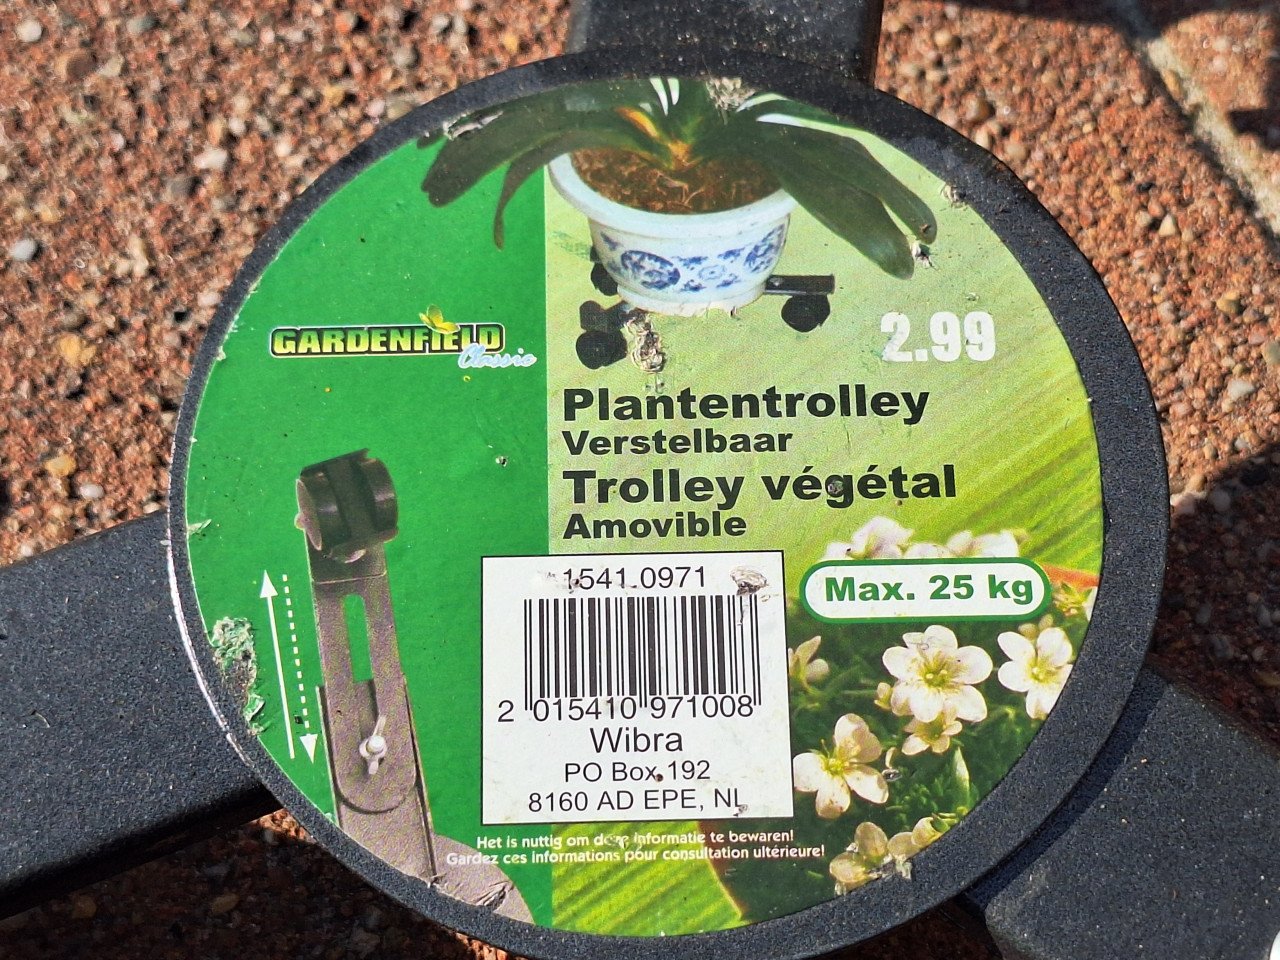 GARDENFIELD
Classic
2.99
Plantentrolley
Verstelbaar
Trolley végétal
Amovible
Max. 25 kg
1541.0971
2 015410 971008
Wibra
PO Box 192
8160 AD EPE, NL
Het is nuttig om deze informatie te bewaren!
Gardez ces informations pour consultation ultérieure!